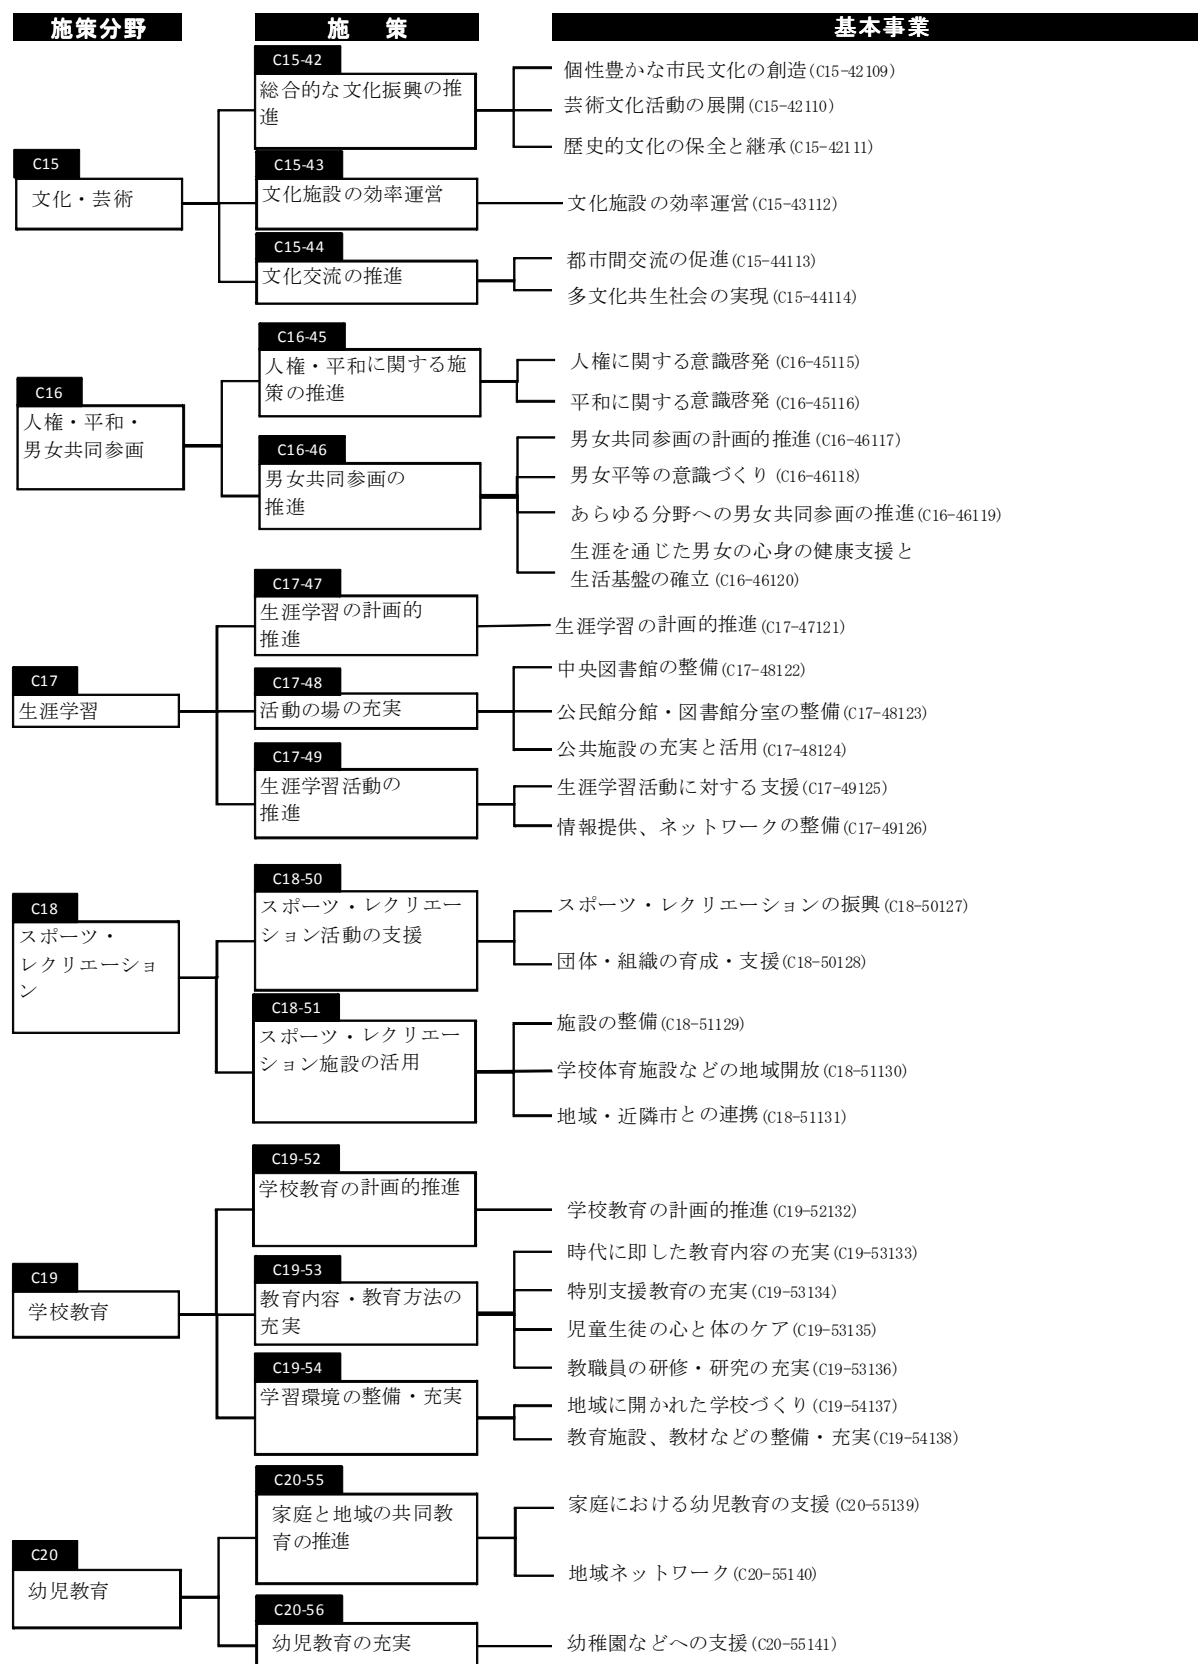 施策分野
施　策
基本事業
C15
文化・芸術
C15-42
総合的な文化振興の推
進
個性豊かな市民文化の創造(C15-42109)
芸術文化活動の展開(C15-42110)
歴史的文化の保全と継承(C15-42111)
C15-43
文化施設の効率運営
文化施設の効率運営(C15-43112)
C15-44
文化交流の推進
都市間交流の促進(C15-44113)
多文化共生社会の実現(C15-44114)
C16
人権・平和・
男女共同参画
C16-45
人権・平和に関する施
策の推進
人権に関する意識啓発(C16-45115)
平和に関する意識啓発(C16-45116)
C16-46
男女共同参画の
推進
男女共同参画の計画的推進(C16-46117)
男女平等の意識づくり(C16-46118)
あらゆる分野への男女共同参画の推進(C16-46119)
生涯を通じた男女の心身の健康支援と
生活基盤の確立(C16-46120)
C17
生涯学習
C17-47
生涯学習の計画的
推進
生涯学習の計画的推進(C17-47121)
C17-48
活動の場の充実
中央図書館の整備(C17-48122)
公民館分館・図書館分室の整備(C17-48123)
公共施設の充実と活用(C17-48124)
C17-49
生涯学習活動の
推進
生涯学習活動に対する支援(C17-49125)
情報提供、ネットワークの整備(C17-49126)
C18
スポーツ・
レクリエーショ
ン
C18-50
スポーツ・レクリエー
ション活動の支援
スポーツ・レクリエーションの振興(C18-50127)
団体・組織の育成・支援(C18-50128)
C18-51
スポーツ・レクリエー
ション施設の活用
施設の整備(C18-51129)
学校体育施設などの地域開放(C18-51130)
地域・近隣市との連携(C18-51131)
C19
学校教育
C19-52
学校教育の計画的推進
学校教育の計画的推進(C19-52132)
C19-53
教育内容・教育方法の
充実
時代に即した教育内容の充実(C19-53133)
特別支援教育の充実(C19-53134)
児童生徒の心と体のケア(C19-53135)
教職員の研修・研究の充実(C19-53136)
C19-54
学習環境の整備・充実
地域に開かれた学校づくり(C19-54137)
教育施設、教材などの整備・充実(C19-54138)
C20
幼児教育
C20-55
家庭と地域の共同教
育の推進
家庭における幼児教育の支援(C20-55139)
地域ネットワーク(C20-55140)
C20-56
幼児教育の充実
幼稚園などへの支援(C20-55141)